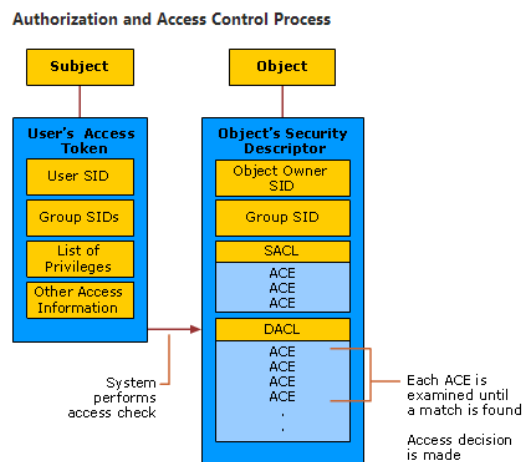 Authorization and Access Control Process
Subject
Object
User's Access
Token
User SID
Group SIDs
List of
Privileges
Other Access
Information
Object's Security
Descriptor
Object Owner
SID
Group SID
SACL
ACE
ACE
ACE
DACL
ACE
ACE
ACE
ACE
.
.
System
performs
access check
Each ACE is
examined until
a match is found
Access decision
is made